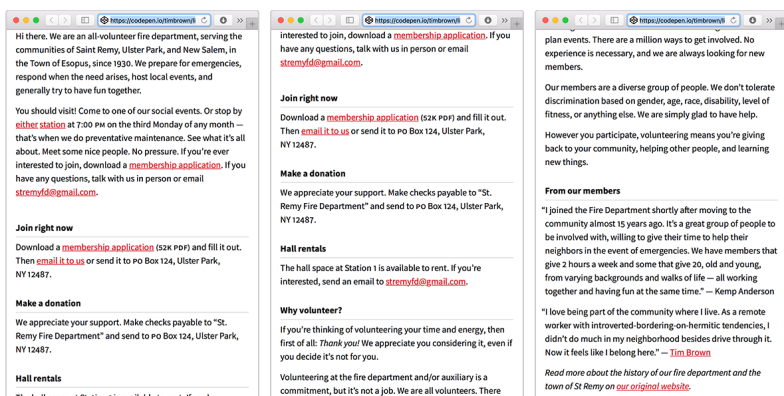 https://codepen.io/timbrown/li
Hi there. We are an all-volunteer fire department, serving the
communities of Saint Remy, Ulster Park, and New Salem, in
the Town of Esopus, since 1930. We prepare for emergencies,
respond when the need arises, host local events, and
generally try to have fun together.
You should visit! Come to one of our social events. Or stop by
either station at 7:00 PM on the third Monday of any month —
that’s when we do preventative maintenance. See what it’s all
about. Meet some nice people. No pressure. If you’re ever
interested to join, download a membership application. If you
have any questions, talk with us in person or email
stremyfd@gmail.com.
Join right now
Download a membership application (52K PDF) and fill it out.
Then email it to us or send it to PO Box 124, Ulster Park,
NY 12487.
Make a donation
We appreciate your support. Make checks payable to “St.
Remy Fire Department” and send to PO Box 124, Ulster Park,
NY 12487.
Hall rentals
https://codepen.io/timbrown/li
interested to join, download a membership application. If you
have any questions, talk with us in person or email
stremyfd@gmail.com.
Join right now
Download a membership application (52K PDF) and fill it out.
Then email it to us or send it to PO Box 124, Ulster Park,
NY 12487.
Make a donation
We appreciate your support. Make checks payable to “St.
Remy Fire Department” and send to PO Box 124, Ulster Park,
NY 12487.
Hall rentals
The hall space at Station 1 is available to rent. If you’re
interested, send an email to stremyfd@gmail.com.
Why volunteer?
If you’re thinking of volunteering your time and energy, then
first of all: Thank you! We appreciate you considering it, even if
you decide it’s not for you.
Volunteering at the fire department and/or auxiliary is a
commitment, but it’s not a job. We are all volunteers. There
https://codepen.io/timbrown/li
plan events. There are a million ways to get involved. No
experience is necessary, and we are always looking for new
members.
Our members are a diverse group of people. We don’t tolerate
discrimination based on gender, age, race, disability, level of
fitness, or anything else. We are simply glad to have help.
However you participate, volunteering means you’re giving
back to your community, helping other people, and learning
new things.
From our members
“I joined the Fire Department shortly after moving to the
community almost 15 years ago. It’s a great group of people to
be involved with, willing to give their time to help their
neighbors in the event of emergencies. We have members that
give 2 hours a week and some that give 20, old and young,
from varying backgrounds and walks of life — all working
together and having fun at the same time.” — Kemp Anderson
“I love being part of the community where I live. As a remote
worker with introverted-bordering-on-hermitic tendencies, I
didn’t do much in my neighborhood besides drive through it.
Now it feels like I belong here.” — Tim Brown
Read more about the history of our fire department and the
town of St Remy on our original website.